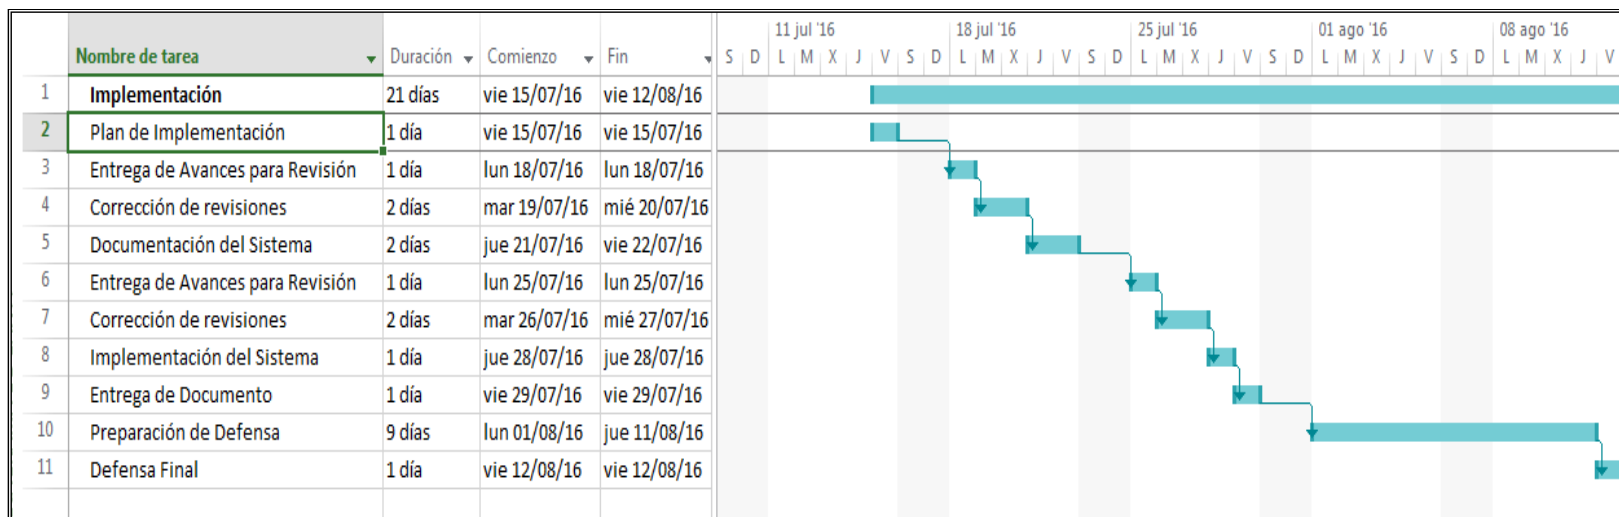 11 jul '16 18 jul '16 25 jul '16 01 ago '16 08 ago '16
Nombre de tarea Duración Comienzo Fin S D L M X J V S D L M X J V S D L M X J V S D L M X J V S D L M X J V
1 Implementación 21 días vie 15/07/16 vie 12/08/16
2 Plan de Implementación 1 día vie 15/07/16 vie 15/07/16
3 Entrega de Avances para Revisión 1 día lun 18/07/16 lun 18/07/16
4 Corrección de revisiones 2 días mar 19/07/16 mié 20/07/16
5 Documentación del Sistema 2 días jue 21/07/16 vie 22/07/16
6 Entrega de Avances para Revisión 1 día lun 25/07/16 lun 25/07/16
7 Corrección de revisiones 2 días mar 26/07/16 mié 27/07/16
8 Implementación del Sistema 1 día jue 28/07/16 jue 28/07/16
9 Entrega de Documento 1 día vie 29/07/16 vie 29/07/16
10 Preparación de Defensa 9 días lun 01/08/16 jue 11/08/16
11 Defensa Final 1 día vie 12/08/16 vie 12/08/16